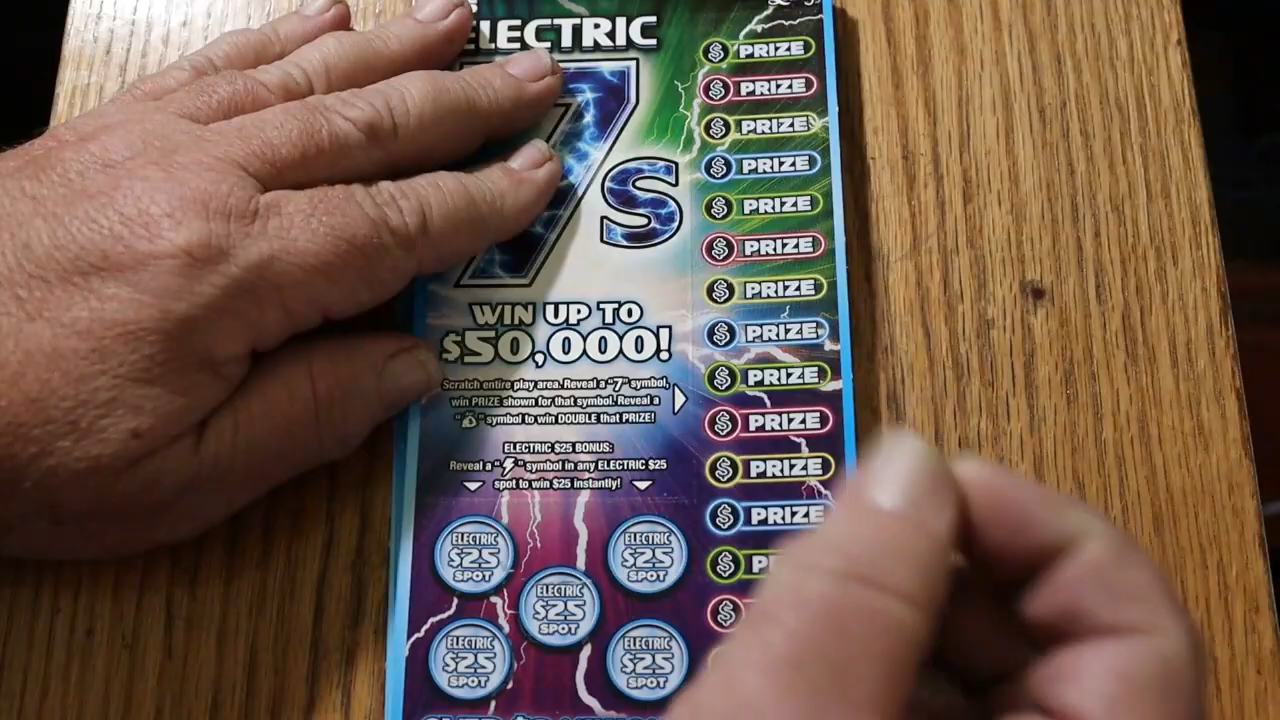 ELECTRIC
7s
WIN UP TO
$50,000!
Scratch entire play area. Reveal a "7" symbol,
win PRIZE shown for that symbol. Reveal a
" " symbol to win DOUBLE that PRIZE!
ELECTRIC $25 BONUS:
Reveal a " " symbol in any ELECTRIC $25
spot to win $25 instantly!
ELECTRIC
$25
SPOT
ELECTRIC
$25
SPOT
ELECTRIC
$25
SPOT
ELECTRIC
$25
SPOT
ELECTRIC
$25
SPOT
$ PRIZE
$ PRIZE
$ PRIZE
$ PRIZE
$ PRIZE
$ PRIZE
$ PRIZE
$ PRIZE
$ PRIZE
$ PRIZE
$ PRIZE
$ PRIZE
$ P
$